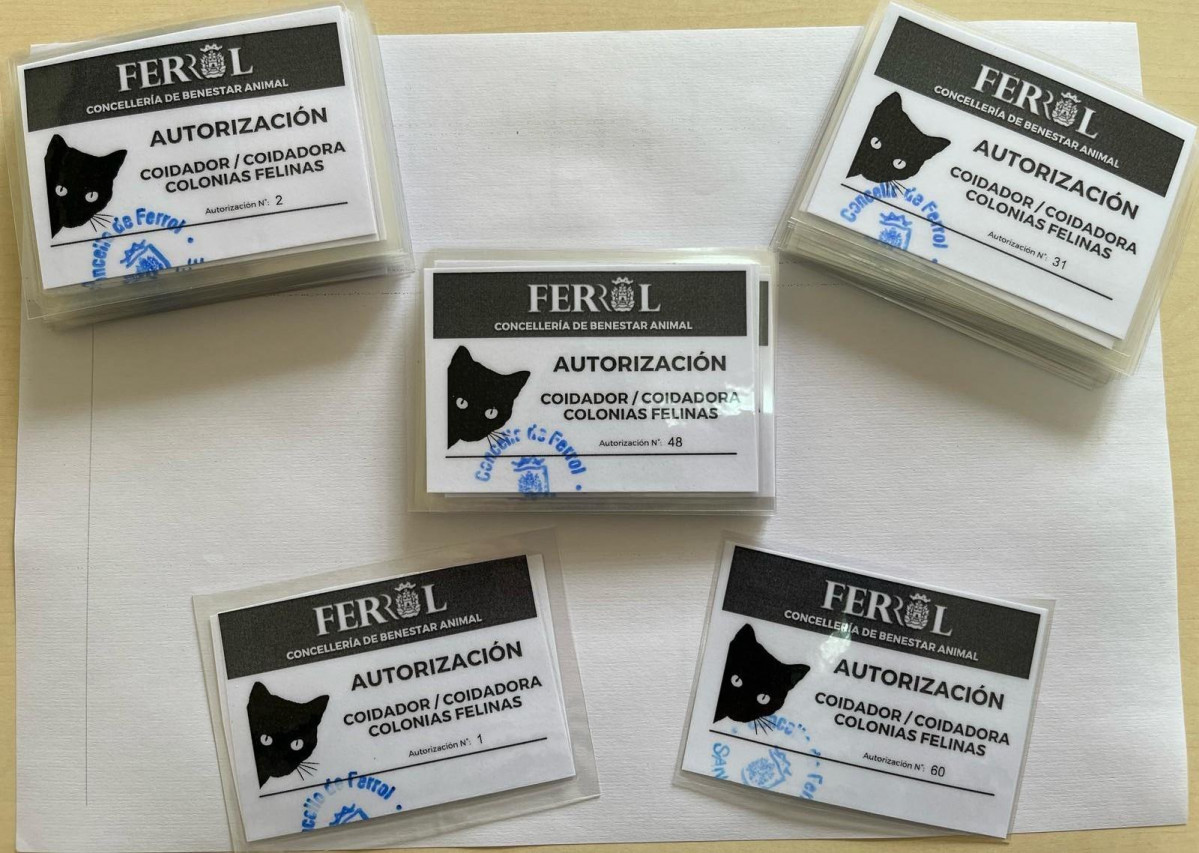 FERROL
CONCELLERÍA DE BENESTAR ANIMAL
AUTORIZACIÓN
COIDADOR / COIDADORA
COLONIAS FELINAS
Autorización Nº: 2
Concello de Ferrol
FERROL
CONCELLERÍA DE BENESTAR ANIMAL
AUTORIZACIÓN
COIDADOR / COIDADORA
COLONIAS FELINAS
Autorización Nº: 31
Concello de Ferrol
FERROL
CONCELLERÍA DE BENESTAR ANIMAL
AUTORIZACIÓN
COIDADOR / COIDADORA
COLONIAS FELINAS
Autorización Nº: 48
Concello de Ferrol
FERROL
CONCELLERÍA DE BENESTAR ANIMAL
AUTORIZACIÓN
COIDADOR / COIDADORA
COLONIAS FELINAS
Autorización Nº: 1
ncello de Ferrol
FERROL
CONCELLERÍA DE BENESTAR ANIMAL
AUTORIZACIÓN
COIDADOR / COIDADORA
COLONIAS FELINAS
Autorización Nº: 60